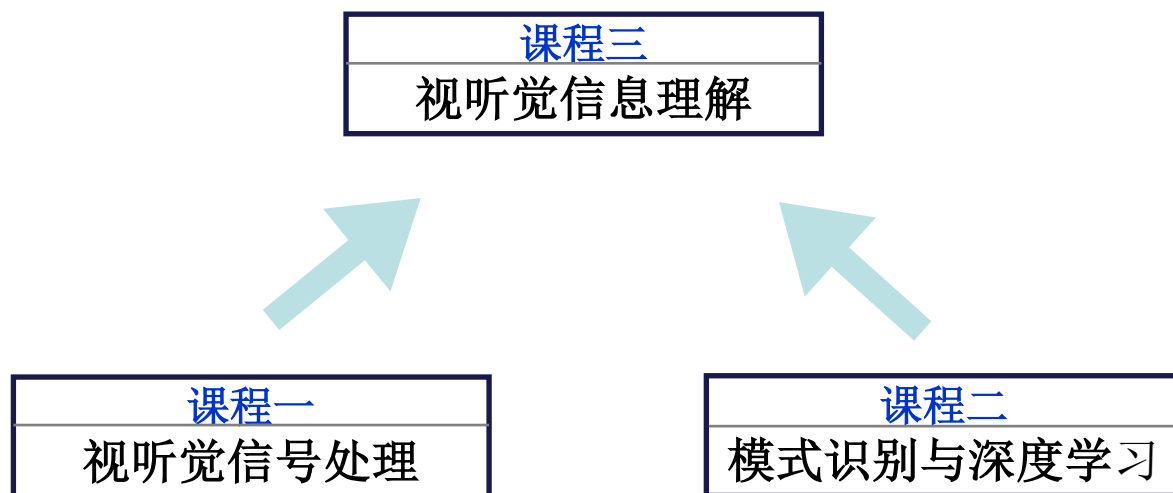 课程三
视听觉信息理解
课程一
视听觉信号处理
课程二
模式识别与深度学习